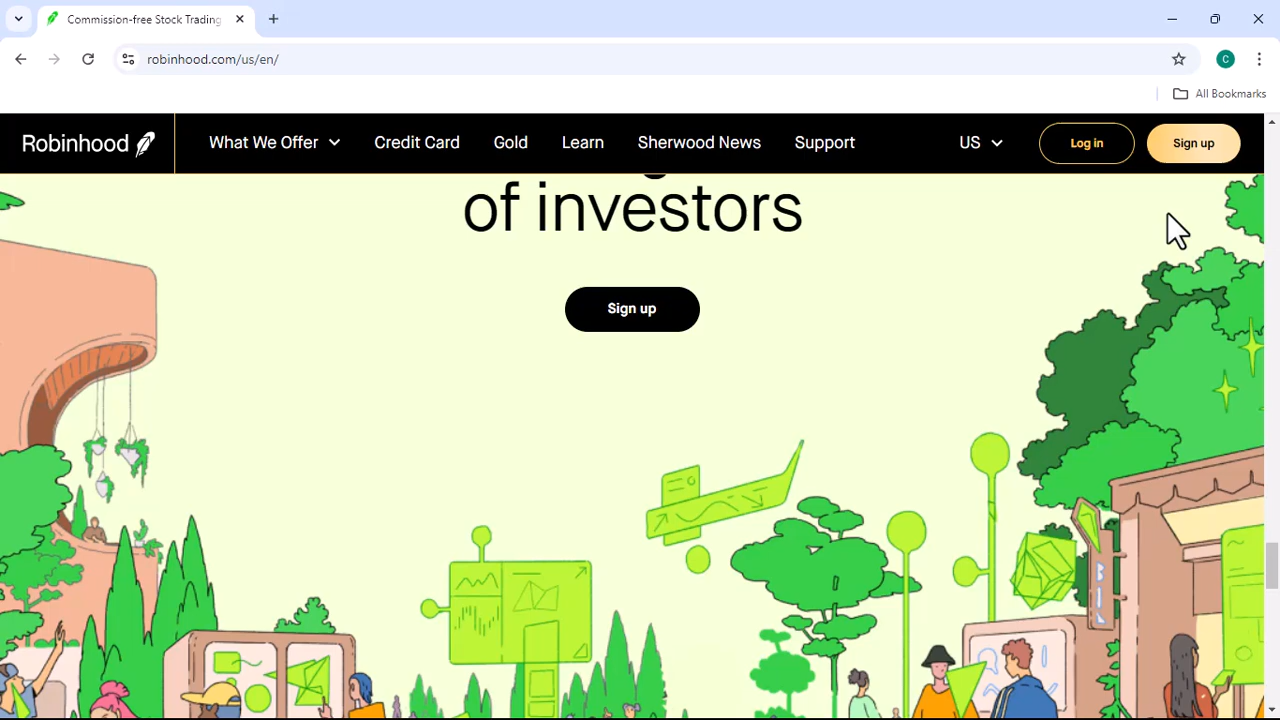 Commission-free Stock Trading
robinhood.com/us/en/
C
All Bookmarks
Robinhood
What We Offer
Credit Card
Gold
Learn
Sherwood News
Support
US
Log in
Sign up
of investors
Sign up